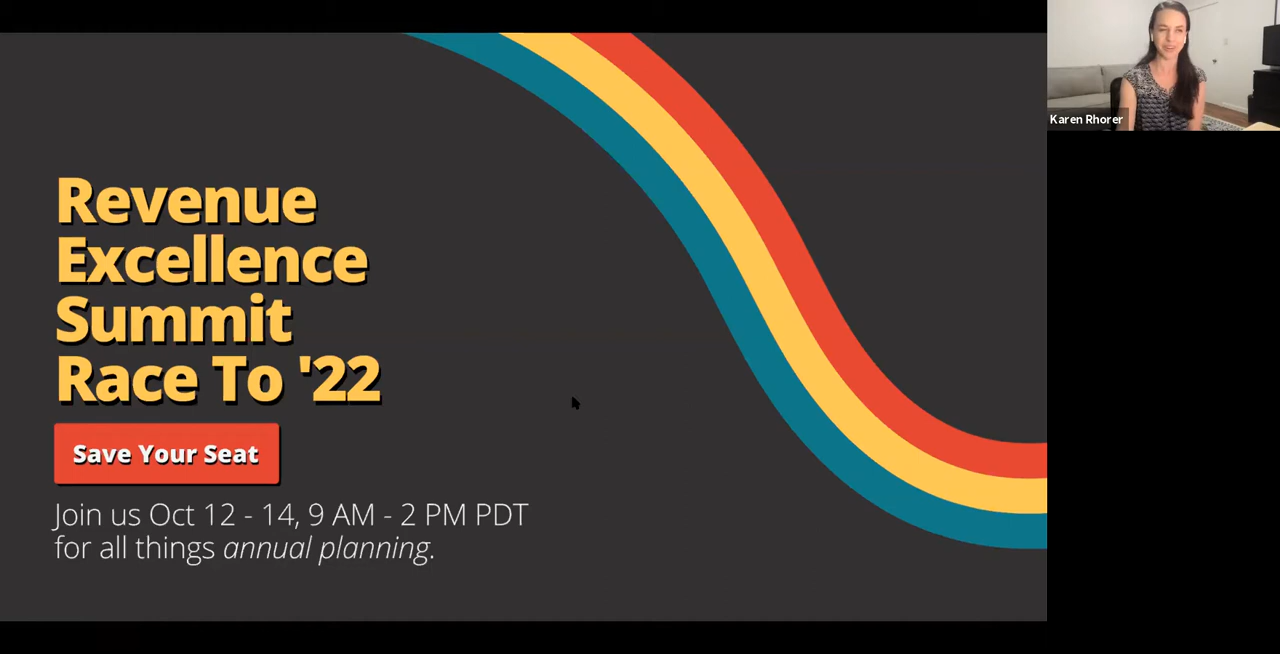 Revenue
Excellence
Summit
Race To '22
Save Your Seat
Join us Oct 12 - 14, 9 AM - 2 PM PDT
for all things annual planning.
Karen Rhorer